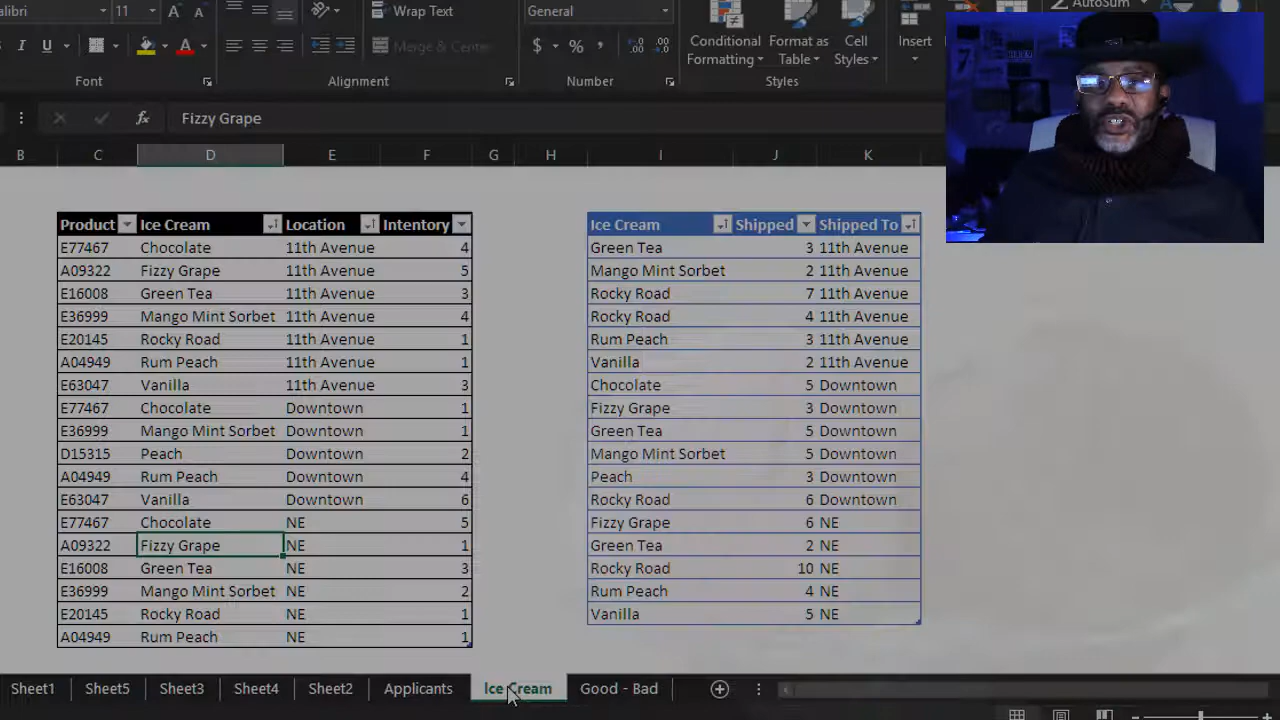 alibri 11 Wrap Text General AutoSum
U Merge & Center $ % , Conditional Formatting Format as Table Cell Styles Insert
Font Alignment Number Styles
fx Fizzy Grape
B C D E F G H I J K
Product Ice Cream Location Intentory Ice Cream Shipped Shipped To
E77467 Chocolate 11th Avenue 4 Green Tea 3 11th Avenue
A09322 Fizzy Grape 11th Avenue 5 Mango Mint Sorbet 2 11th Avenue
E16008 Green Tea 11th Avenue 3 Rocky Road 7 11th Avenue
E36999 Mango Mint Sorbet 11th Avenue 4 Rocky Road 4 11th Avenue
E20145 Rocky Road 11th Avenue 1 Rum Peach 3 11th Avenue
A04949 Rum Peach 11th Avenue 1 Vanilla 2 11th Avenue
E63047 Vanilla 11th Avenue 3 Chocolate 5 Downtown
E77467 Chocolate Downtown 1 Fizzy Grape 3 Downtown
E36999 Mango Mint Sorbet Downtown 1 Green Tea 5 Downtown
D15315 Peach Downtown 2 Mango Mint Sorbet 5 Downtown
A04949 Rum Peach Downtown 4 Peach 3 Downtown
E63047 Vanilla Downtown 6 Rocky Road 6 Downtown
E77467 Chocolate NE 5 Fizzy Grape 6 NE
A09322 Fizzy Grape NE 1 Green Tea 2 NE
E16008 Green Tea NE 3 Rocky Road 10 NE
E36999 Mango Mint Sorbet NE 2 Rum Peach 4 NE
E20145 Rocky Road NE 1 Vanilla 5 NE
A04949 Rum Peach NE 1
Sheet1 Sheet5 Sheet3 Sheet4 Sheet2 Applicants Ice Cream Good - Bad